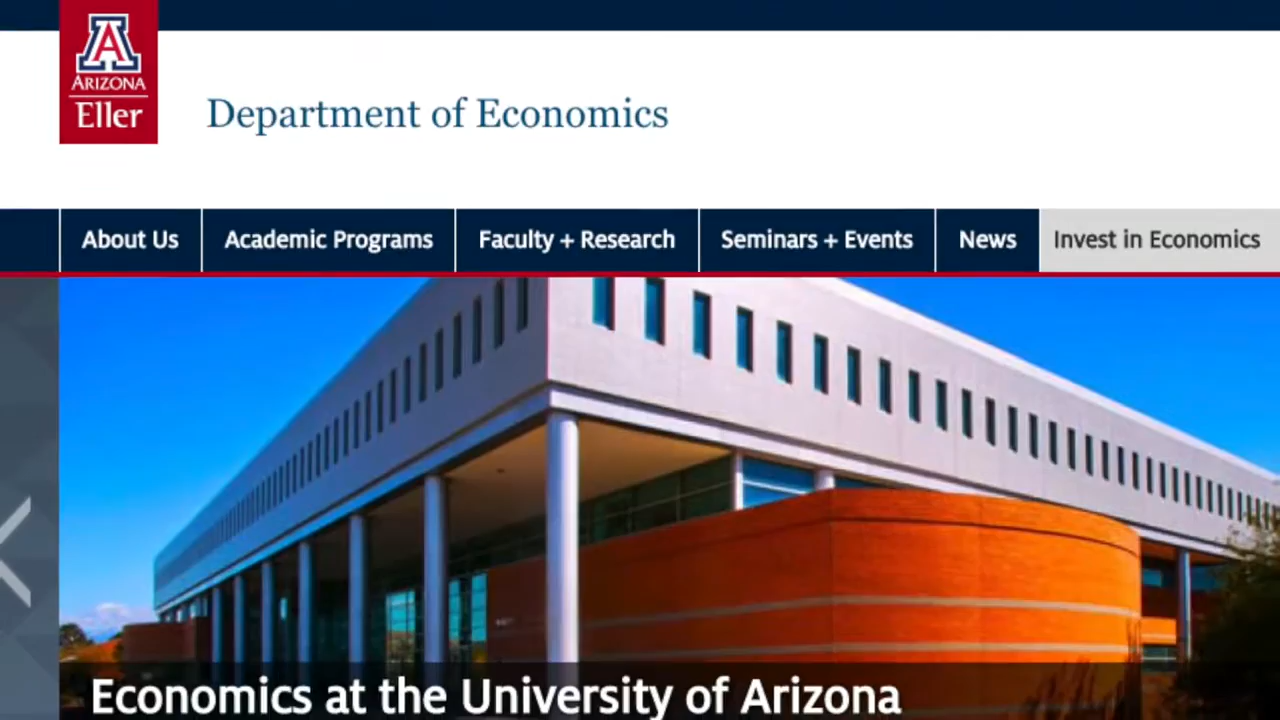 A
ARIZONA
Eller
Department of Economics
About Us
Academic Programs
Faculty + Research
Seminars + Events
News
Invest in Economics
Economics at the University of Arizona